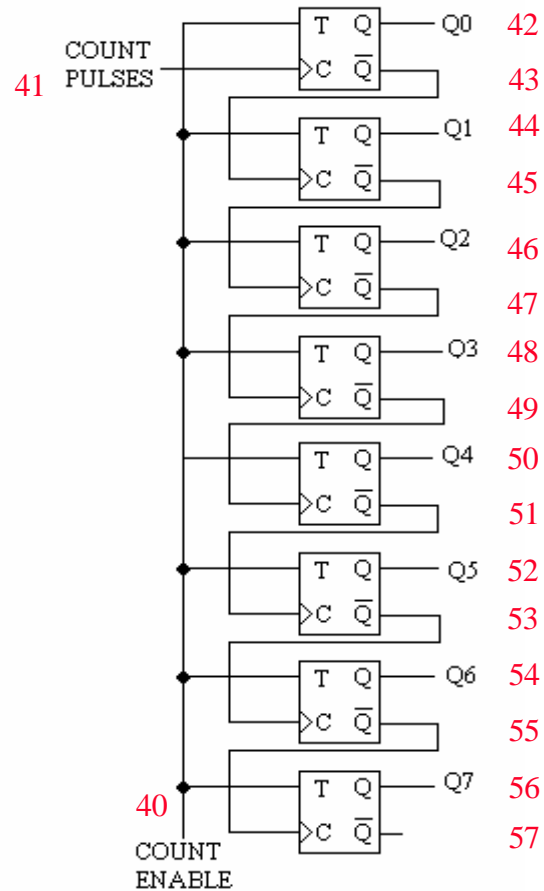 T Q Q0 42
COUNT
PULSES
41
C Q̅ 43
T Q Q1 44
C Q̅ 45
T Q Q2 46
C Q̅ 47
T Q Q3 48
C Q̅ 49
T Q Q4 50
C Q̅ 51
T Q Q5 52
C Q̅ 53
T Q Q6 54
C Q̅ 55
T Q Q7 56
40
C Q̅ 57
COUNT
ENABLE